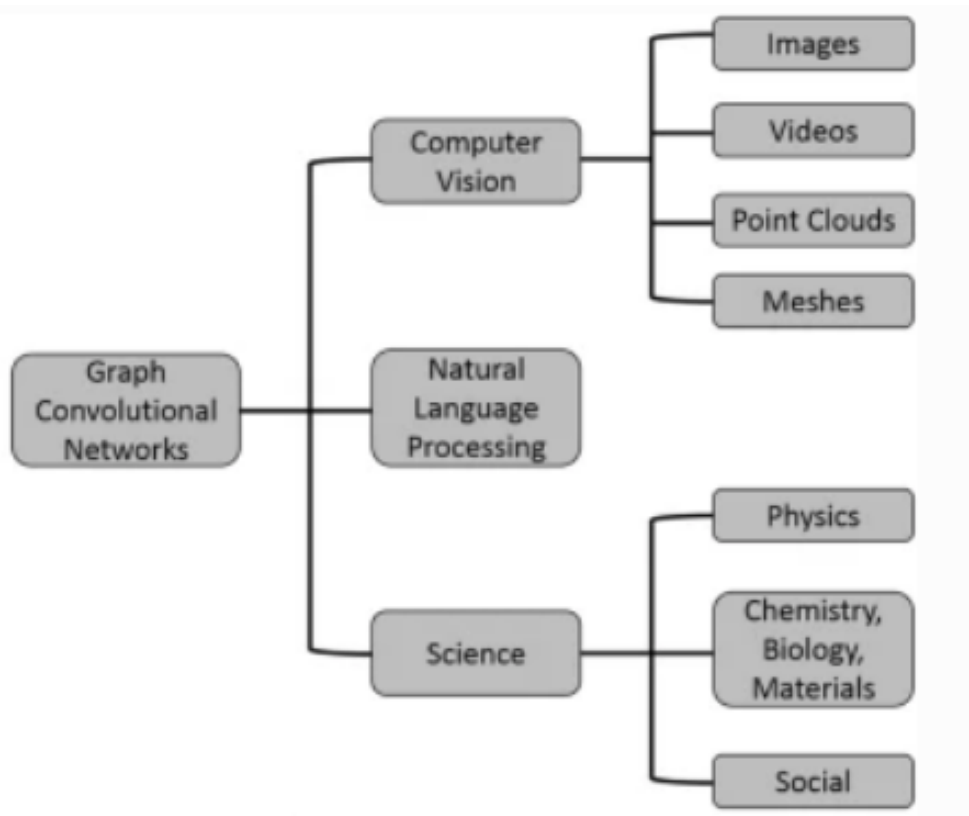 Images
Videos
Point Clouds
Meshes
Computer
Vision
Graph
Convolutional
Networks
Natural
Language
Processing
Science
Physics
Chemistry,
Biology,
Materials
Social